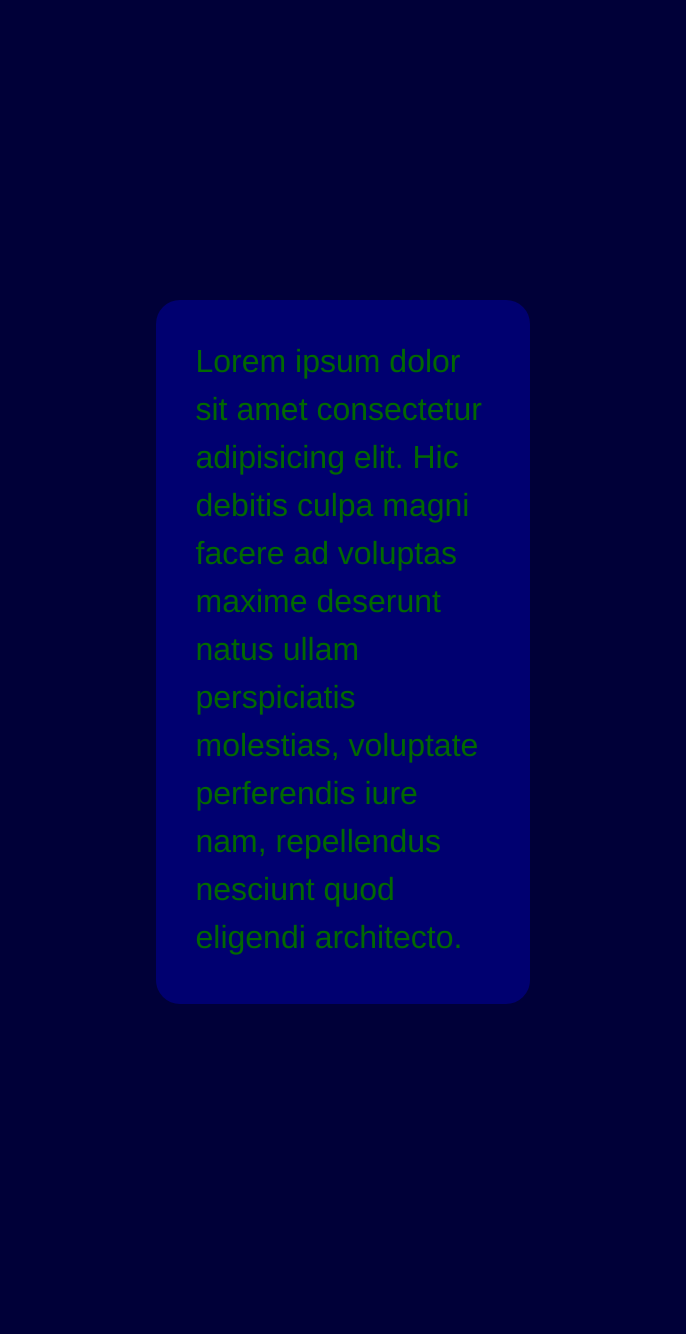 Lorem ipsum dolor
sit amet consectetur
adipisicing elit. Hic
debitis culpa magni
facere ad voluptas
maxime deserunt
natus ullam
perspiciatis
molestias, voluptate
perferendis iure
nam, repellendus
nesciunt quod
eligendi architecto.